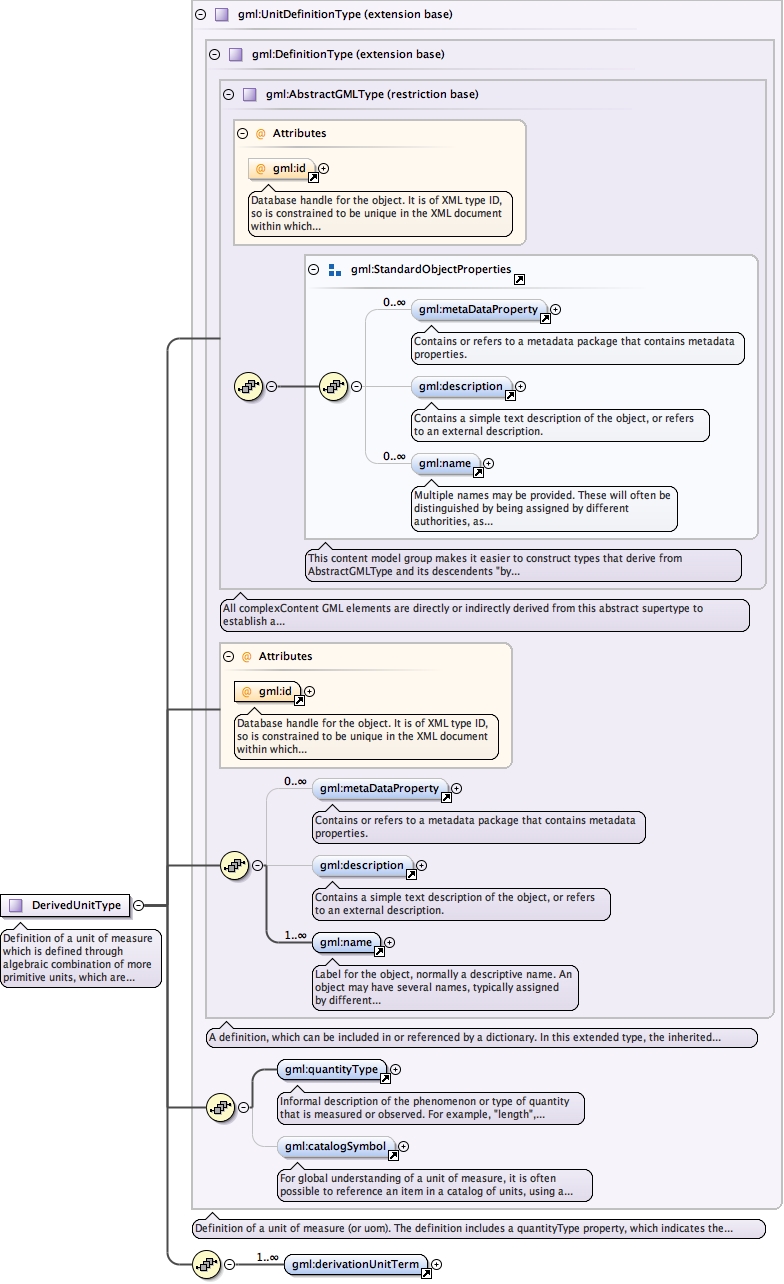 gml:UnitDefinitionType (extension base)
gml:DefinitionType (extension base)
gml:AbstractGMLType (restriction base)
@ Attributes
@ gml:id
Database handle for the object. It is of XML type ID,
so is constrained to be unique in the XML document
within which...
gml:StandardObjectProperties
0..∞
gml:metaDataProperty
Contains or refers to a metadata package that contains metadata
properties.
gml:description
Contains a simple text description of the object, or refers
to an external description.
0..∞
gml:name
Multiple names may be provided. These will often be
distinguished by being assigned by different
authorities, as...
This content model group makes it easier to construct types that derive from
AbstractGMLType and its descendents "by...
All complexContent GML elements are directly or indirectly derived from this abstract supertype to
establish a...
@ Attributes
@ gml:id
Database handle for the object. It is of XML type ID,
so is constrained to be unique in the XML document
within which...
0..∞
gml:metaDataProperty
Contains or refers to a metadata package that contains metadata
properties.
gml:description
Contains a simple text description of the object, or refers
to an external description.
1..∞
gml:name
Label for the object, normally a descriptive name. An
object may have several names, typically assigned
by different...
DerivedUnitType
Definition of a unit of measure
which is defined through
algebraic combination of more
primitive units, which are...
A definition, which can be included in or referenced by a dictionary. In this extended type, the inherited...
gml:quantityType
Informal description of the phenomenon or type of quantity
that is measured or observed. For example, "length",...
gml:catalogSymbol
For global understanding of a unit of measure, it is often
possible to reference an item in a catalog of units, using a...
Definition of a unit of measure (or uom). The definition includes a quantityType property, which indicates the...
1..∞
gml:derivationUnitTerm